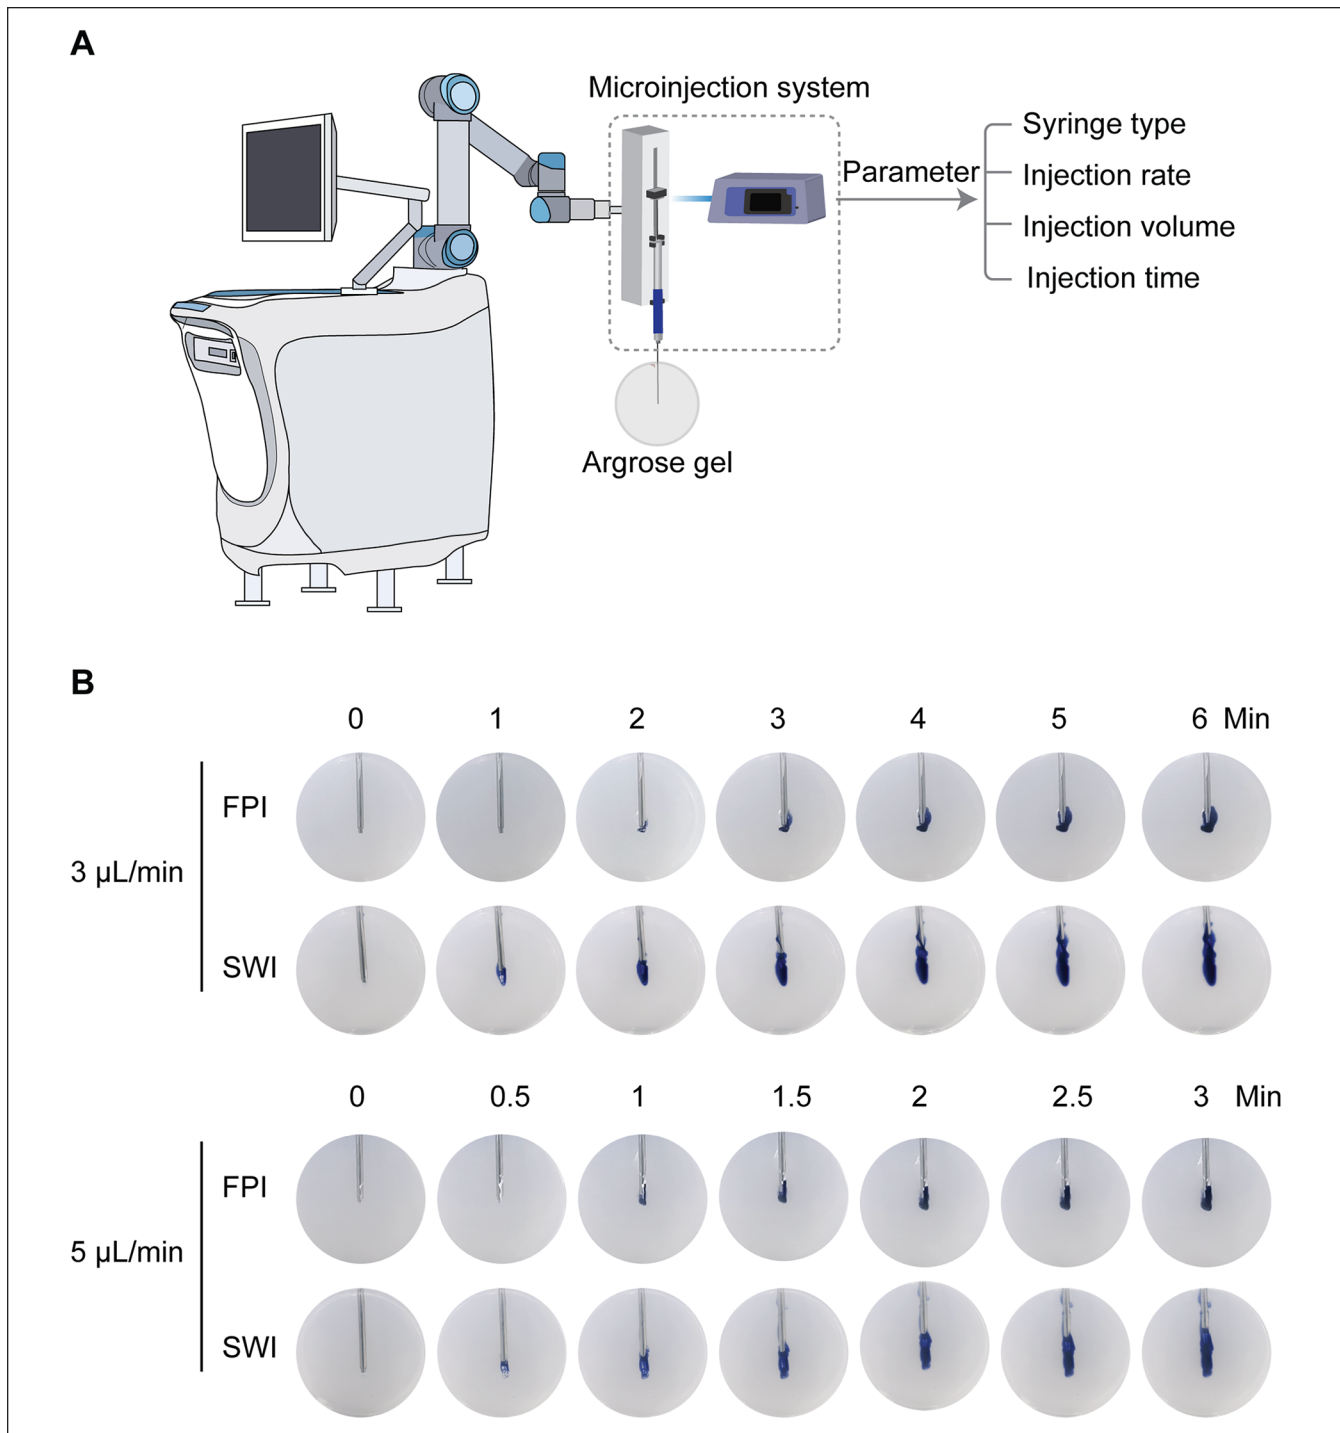 A
Microinjection system
Parameter
Syringe type
Injection rate
Injection volume
Injection time
Argrose gel
B
0 1 2 3 4 5 6 Min
FPI
3 µL/min
SWI
0 0.5 1 1.5 2 2.5 3 Min
FPI
5 µL/min
SWI